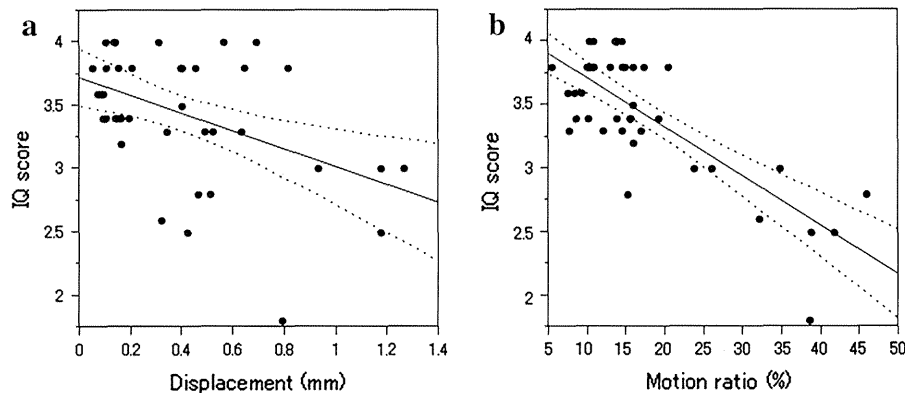 a
IQ score
4
3.5
3
2.5
2
0 0.2 0.4 0.6 0.8 1 1.2 1.4
Displacement (mm)
b
IQ score
4
3.5
3
2.5
2
5 10 15 20 25 30 35 40 45 50
Motion ratio (%)